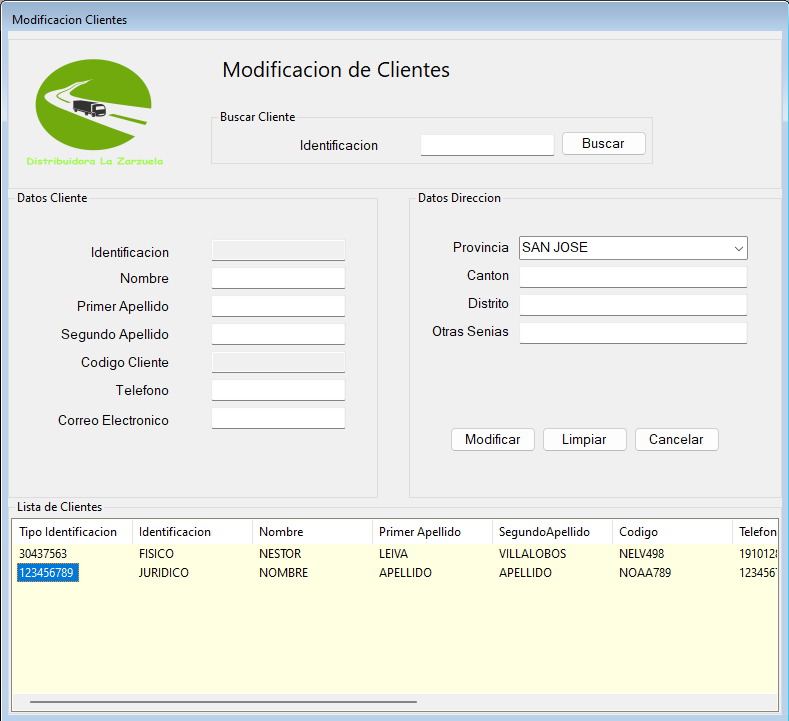 Modificacion Clientes
Modificacion de Clientes
Distribuidora La Zarzuela
Buscar Cliente
Identificacion
Buscar
Datos Cliente
Identificacion
Nombre
Primer Apellido
Segundo Apellido
Codigo Cliente
Telefono
Correo Electronico
Datos Direccion
Provincia SAN JOSE
Canton
Distrito
Otras Senias
Modificar Limpiar Cancelar
Lista de Clientes
Tipo Identificacion Identificacion Nombre Primer Apellido SegundoApellido Codigo Telefon
30437563 FISICO NESTOR LEIVA VILLALOBOS NELV498 191012
123456789 JURIDICO NOMBRE APELLIDO APELLIDO NOAA789 123456